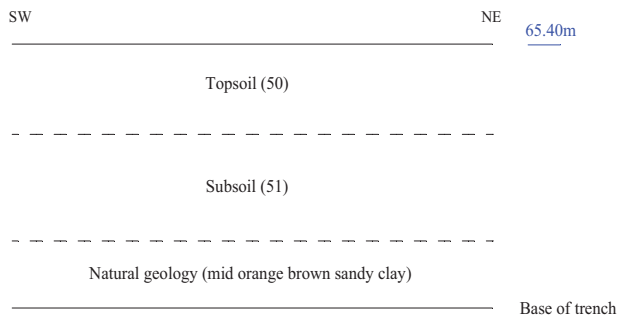 SW NE
65.40m
Topsoil (50)
Subsoil (51)
Natural geology (mid orange brown sandy clay)
Base of trench